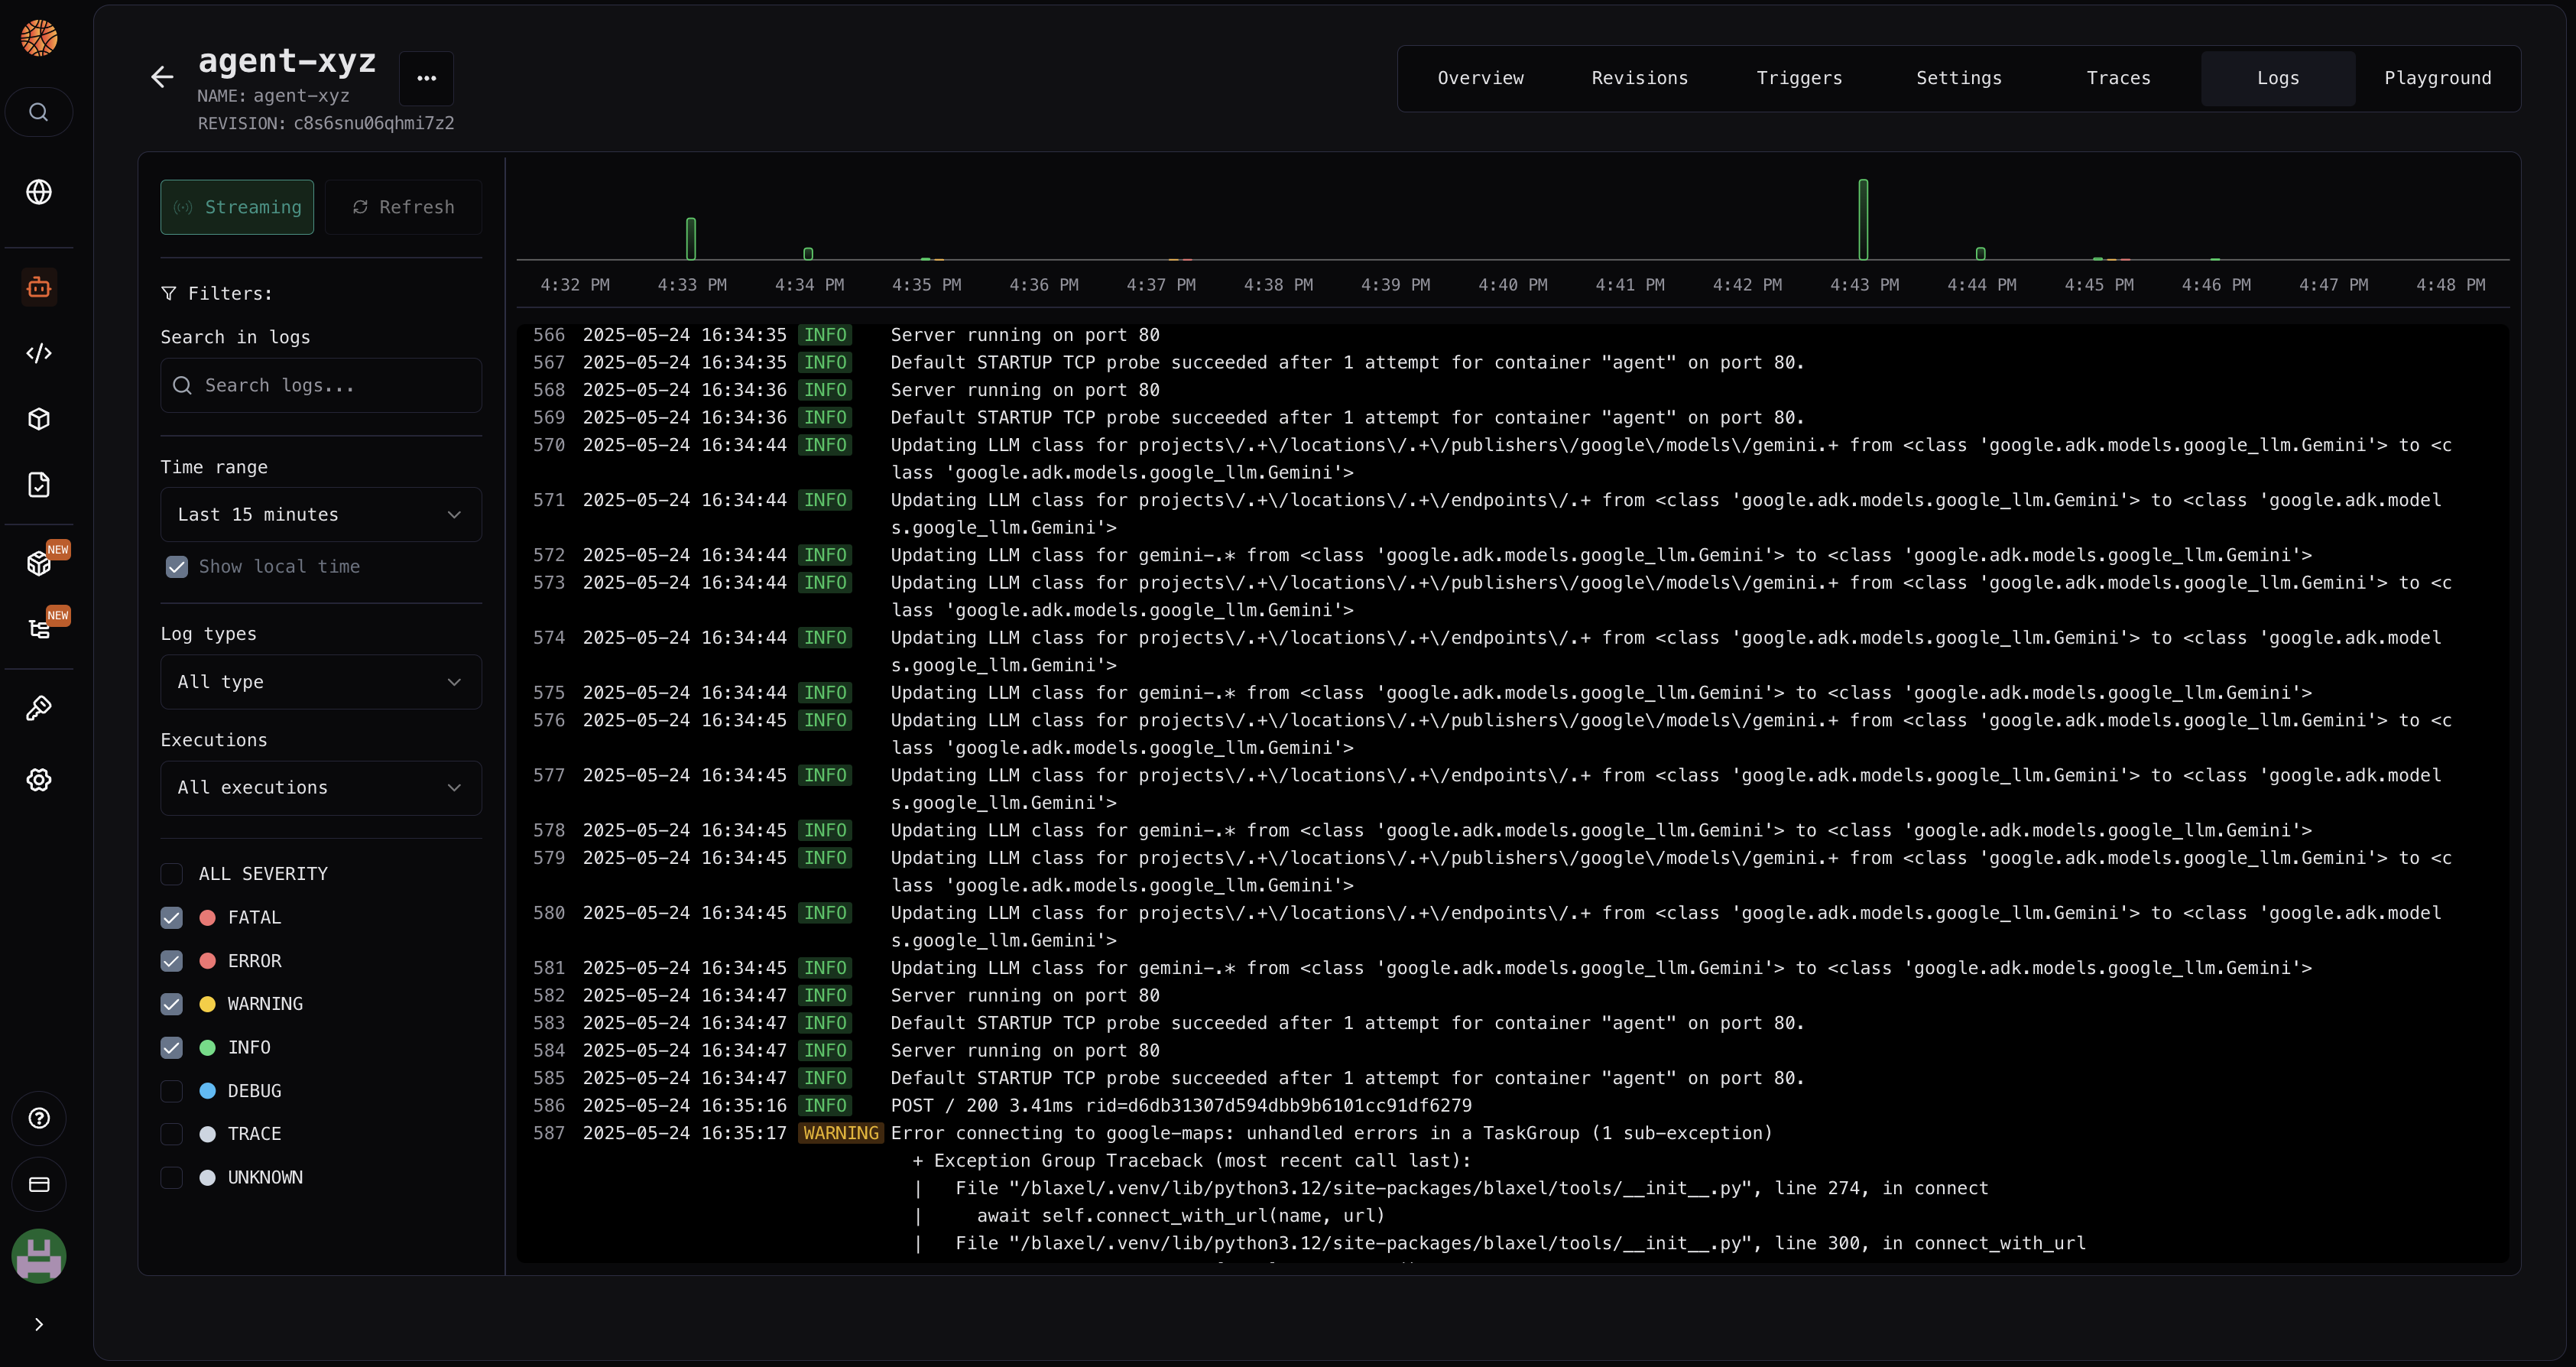 agent-xyz
NAME: agent-xyz
REVISION: c8s6snu06qhmi7z2
Overview Revisions Triggers Settings Traces Logs Playground
Streaming Refresh
Filters:
Search in logs
Search logs...
Time range
Last 15 minutes
Show local time
Log types
All type
Executions
All executions
ALL SEVERITY
FATAL
ERROR
WARNING
INFO
DEBUG
TRACE
UNKNOWN
NEW
NEW
4:32 PM 4:33 PM 4:34 PM 4:35 PM 4:36 PM 4:37 PM 4:38 PM 4:39 PM 4:40 PM 4:41 PM 4:42 PM 4:43 PM 4:44 PM 4:45 PM 4:46 PM 4:47 PM 4:48 PM
566 2025-05-24 16:34:35 INFO Server running on port 80
567 2025-05-24 16:34:35 INFO Default STARTUP TCP probe succeeded after 1 attempt for container "agent" on port 80.
568 2025-05-24 16:34:36 INFO Server running on port 80
569 2025-05-24 16:34:36 INFO Default STARTUP TCP probe succeeded after 1 attempt for container "agent" on port 80.
570 2025-05-24 16:34:44 INFO Updating LLM class for projects\/.+\/locations\/.+\/publishers\/google\/models\/gemini.+ from <class 'google.adk.models.google_llm.Gemini'> to <c
lass 'google.adk.models.google_llm.Gemini'>
571 2025-05-24 16:34:44 INFO Updating LLM class for projects\/.+\/locations\/.+\/endpoints\/.+ from <class 'google.adk.models.google_llm.Gemini'> to <class 'google.adk.model
s.google_llm.Gemini'>
572 2025-05-24 16:34:44 INFO Updating LLM class for gemini-.* from <class 'google.adk.models.google_llm.Gemini'> to <class 'google.adk.models.google_llm.Gemini'>
573 2025-05-24 16:34:44 INFO Updating LLM class for projects\/.+\/locations\/.+\/publishers\/google\/models\/gemini.+ from <class 'google.adk.models.google_llm.Gemini'> to <c
lass 'google.adk.models.google_llm.Gemini'>
574 2025-05-24 16:34:44 INFO Updating LLM class for projects\/.+\/locations\/.+\/endpoints\/.+ from <class 'google.adk.models.google_llm.Gemini'> to <class 'google.adk.model
s.google_llm.Gemini'>
575 2025-05-24 16:34:44 INFO Updating LLM class for gemini-.* from <class 'google.adk.models.google_llm.Gemini'> to <class 'google.adk.models.google_llm.Gemini'>
576 2025-05-24 16:34:45 INFO Updating LLM class for projects\/.+\/locations\/.+\/publishers\/google\/models\/gemini.+ from <class 'google.adk.models.google_llm.Gemini'> to <c
lass 'google.adk.models.google_llm.Gemini'>
577 2025-05-24 16:34:45 INFO Updating LLM class for projects\/.+\/locations\/.+\/endpoints\/.+ from <class 'google.adk.models.google_llm.Gemini'> to <class 'google.adk.model
s.google_llm.Gemini'>
578 2025-05-24 16:34:45 INFO Updating LLM class for gemini-.* from <class 'google.adk.models.google_llm.Gemini'> to <class 'google.adk.models.google_llm.Gemini'>
579 2025-05-24 16:34:45 INFO Updating LLM class for projects\/.+\/locations\/.+\/publishers\/google\/models\/gemini.+ from <class 'google.adk.models.google_llm.Gemini'> to <c
lass 'google.adk.models.google_llm.Gemini'>
580 2025-05-24 16:34:45 INFO Updating LLM class for projects\/.+\/locations\/.+\/endpoints\/.+ from <class 'google.adk.models.google_llm.Gemini'> to <class 'google.adk.model
s.google_llm.Gemini'>
581 2025-05-24 16:34:45 INFO Updating LLM class for gemini-.* from <class 'google.adk.models.google_llm.Gemini'> to <class 'google.adk.models.google_llm.Gemini'>
582 2025-05-24 16:34:47 INFO Server running on port 80
583 2025-05-24 16:34:47 INFO Default STARTUP TCP probe succeeded after 1 attempt for container "agent" on port 80.
584 2025-05-24 16:34:47 INFO Server running on port 80
585 2025-05-24 16:34:47 INFO Default STARTUP TCP probe succeeded after 1 attempt for container "agent" on port 80.
586 2025-05-24 16:35:16 INFO POST / 200 3.41ms rid=d6db31307d594dbb9b6101cc91df6279
587 2025-05-24 16:35:17 WARNING Error connecting to google-maps: unhandled errors in a TaskGroup (1 sub-exception)
+ Exception Group Traceback (most recent call last):
| File "/blaxel/.venv/lib/python3.12/site-packages/blaxel/tools/__init__.py", line 274, in connect
| await self.connect_with_url(name, url)
| File "/blaxel/.venv/lib/python3.12/site-packages/blaxel/tools/__init__.py", line 300, in connect_with_url